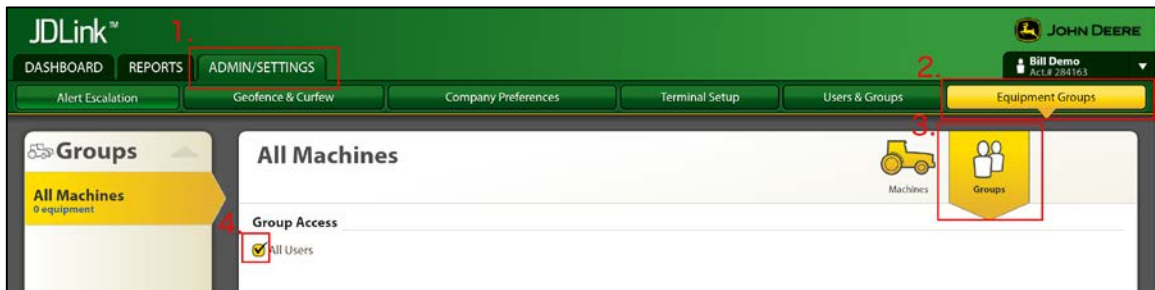 JDLink™
1.
JOHN DEERE
DASHBOARD REPORTS ADMIN/SETTINGS
Bill Demo
Act.# 284163
2.
Alert Escalation Geofence & Curfew Company Preferences Terminal Setup Users & Groups Equipment Groups
3.
Groups
All Machines
All Machines
0 equipment
Machines
Groups
4.
Group Access
All Users